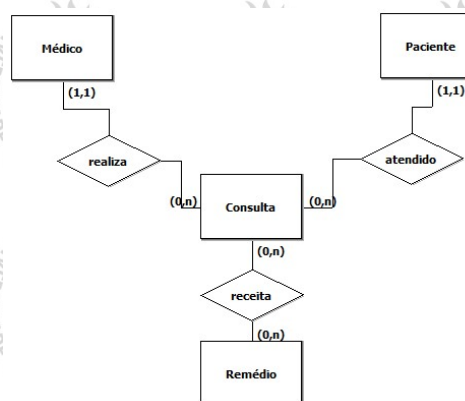 Médico
Paciente
(1,1)
(1,1)
realiza
atendido
(0,n)
Consulta
(0,n)
(0,n)
receita
(0,n)
Remédio